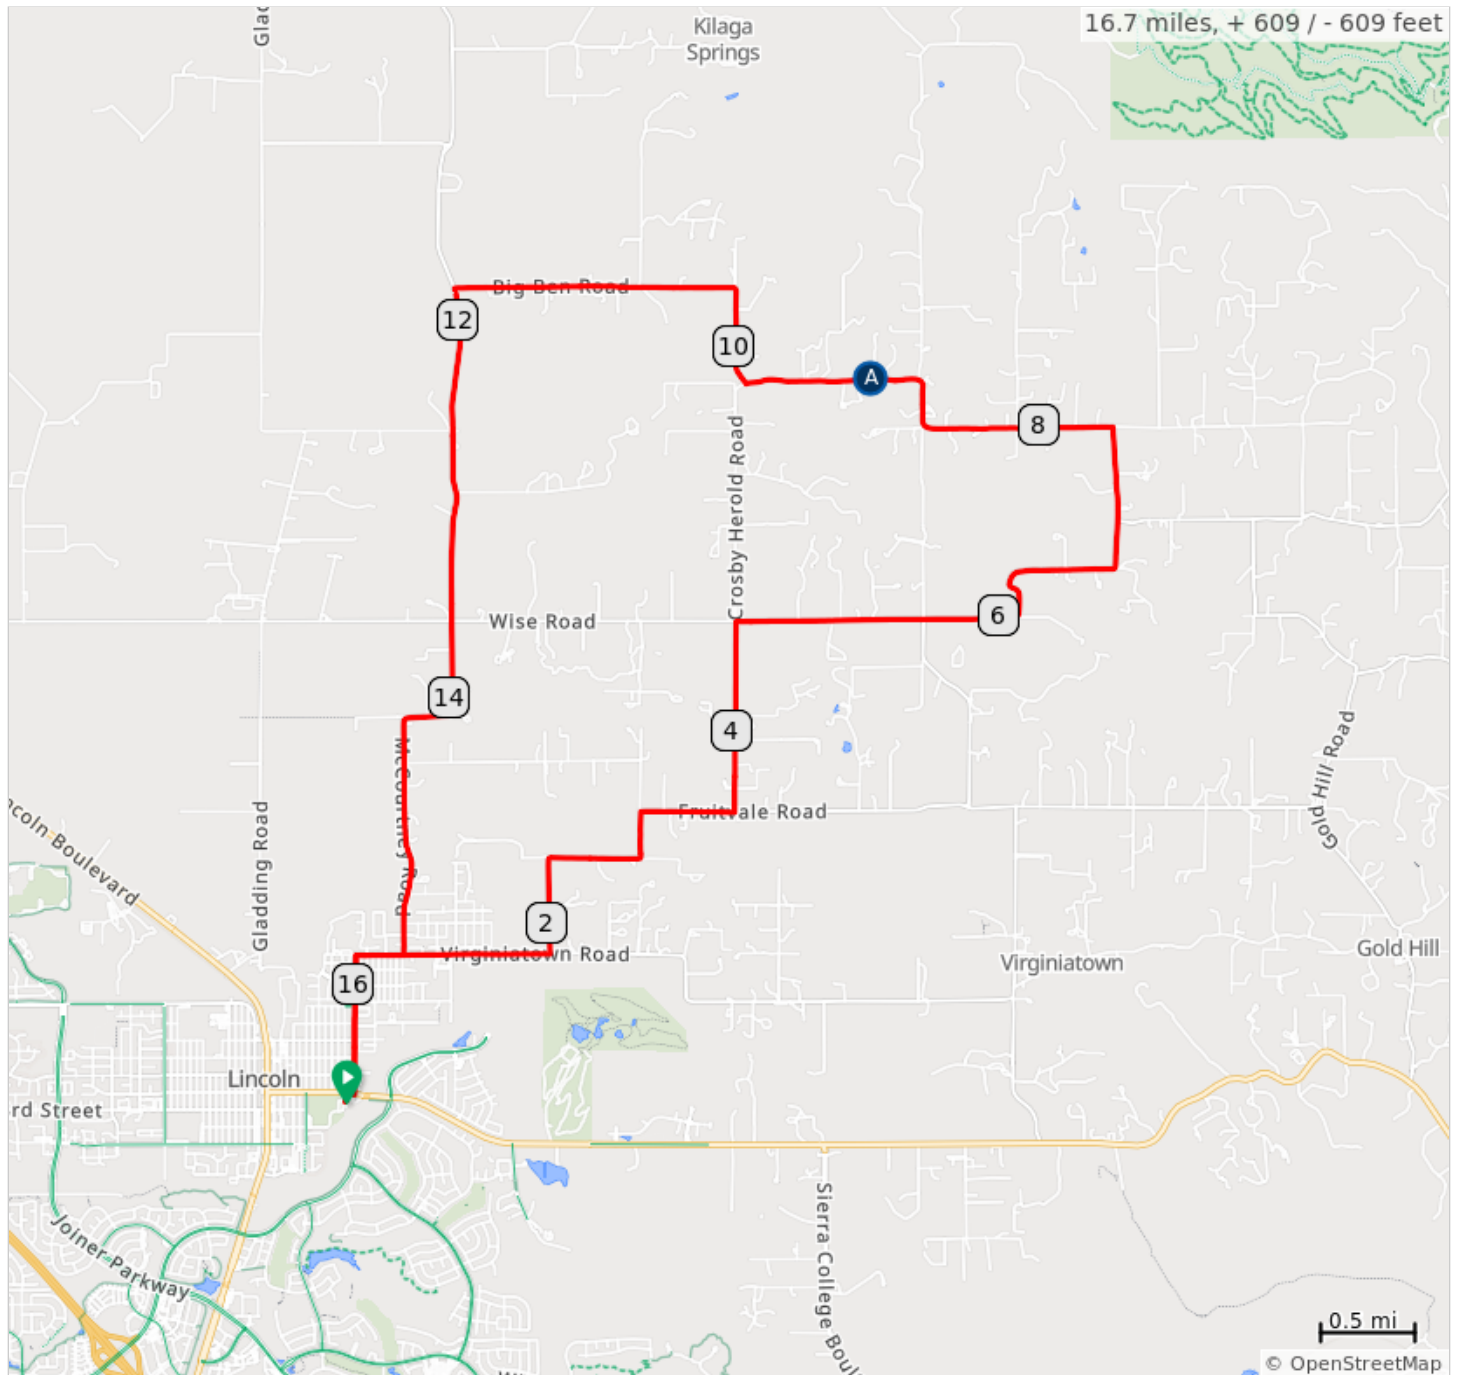 16.7 miles, + 609 / - 609 feet
Glad
Kilaga
Springs
Big Ben Road
12
10
A
8
Crosby Herold Road
6
Wise Road
14
4
Gold Hill Road
McCourtney Road
Fruitvale Road
Gladding Road
coln Boulevard
2
Virginiatown Road
Virginiatown
Gold Hill
16
Lincoln
rd Street
Joiner Parkway
Sierra College Boul
0.5 mi
© OpenStreetMap